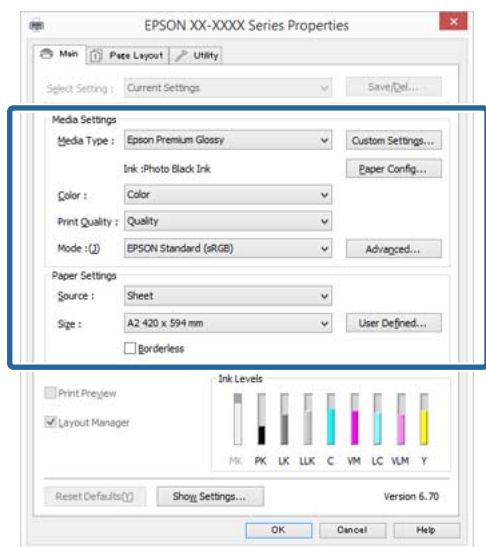 EPSON XX-XXXX Series Properties
Main Page Layout Utility
Select Setting : Current Settings Save/Del...
Media Settings
Media Type : Epson Premium Glossy Custom Settings...
Ink :Photo Black Ink Paper Config...
Color : Color
Print Quality : Quality
Mode :(J) EPSON Standard (sRGB) Advanced...
Paper Settings
Source : Sheet
Size : A2 420 x 594 mm User Defined...
Borderless
Ink Levels
Print Preview
Layout Manager
MK PK LK LLK C VM LC VLM Y
Reset Defaults(Y) Show Settings... Version 6.70
OK Cancel Help